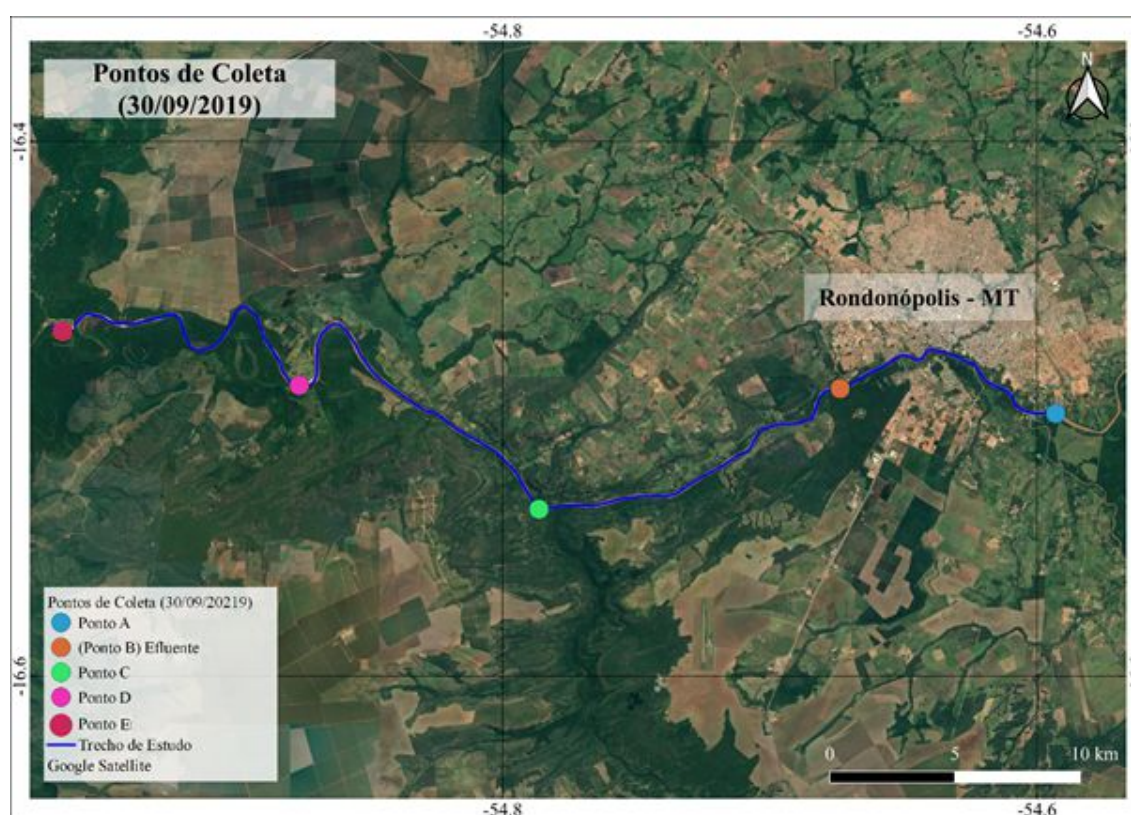 -54.8
-54.6
Pontos de Coleta
(30/09/2019)
N
-16.4
Rondonópolis - MT
Pontos de Coleta (30/09/20219)
Ponto A
(Ponto B) Efluente
Ponto C
Ponto D
Ponto E
Trecho de Estudo
Google Satellite
-16.6
0
5
10 km
-54.8
-54.6